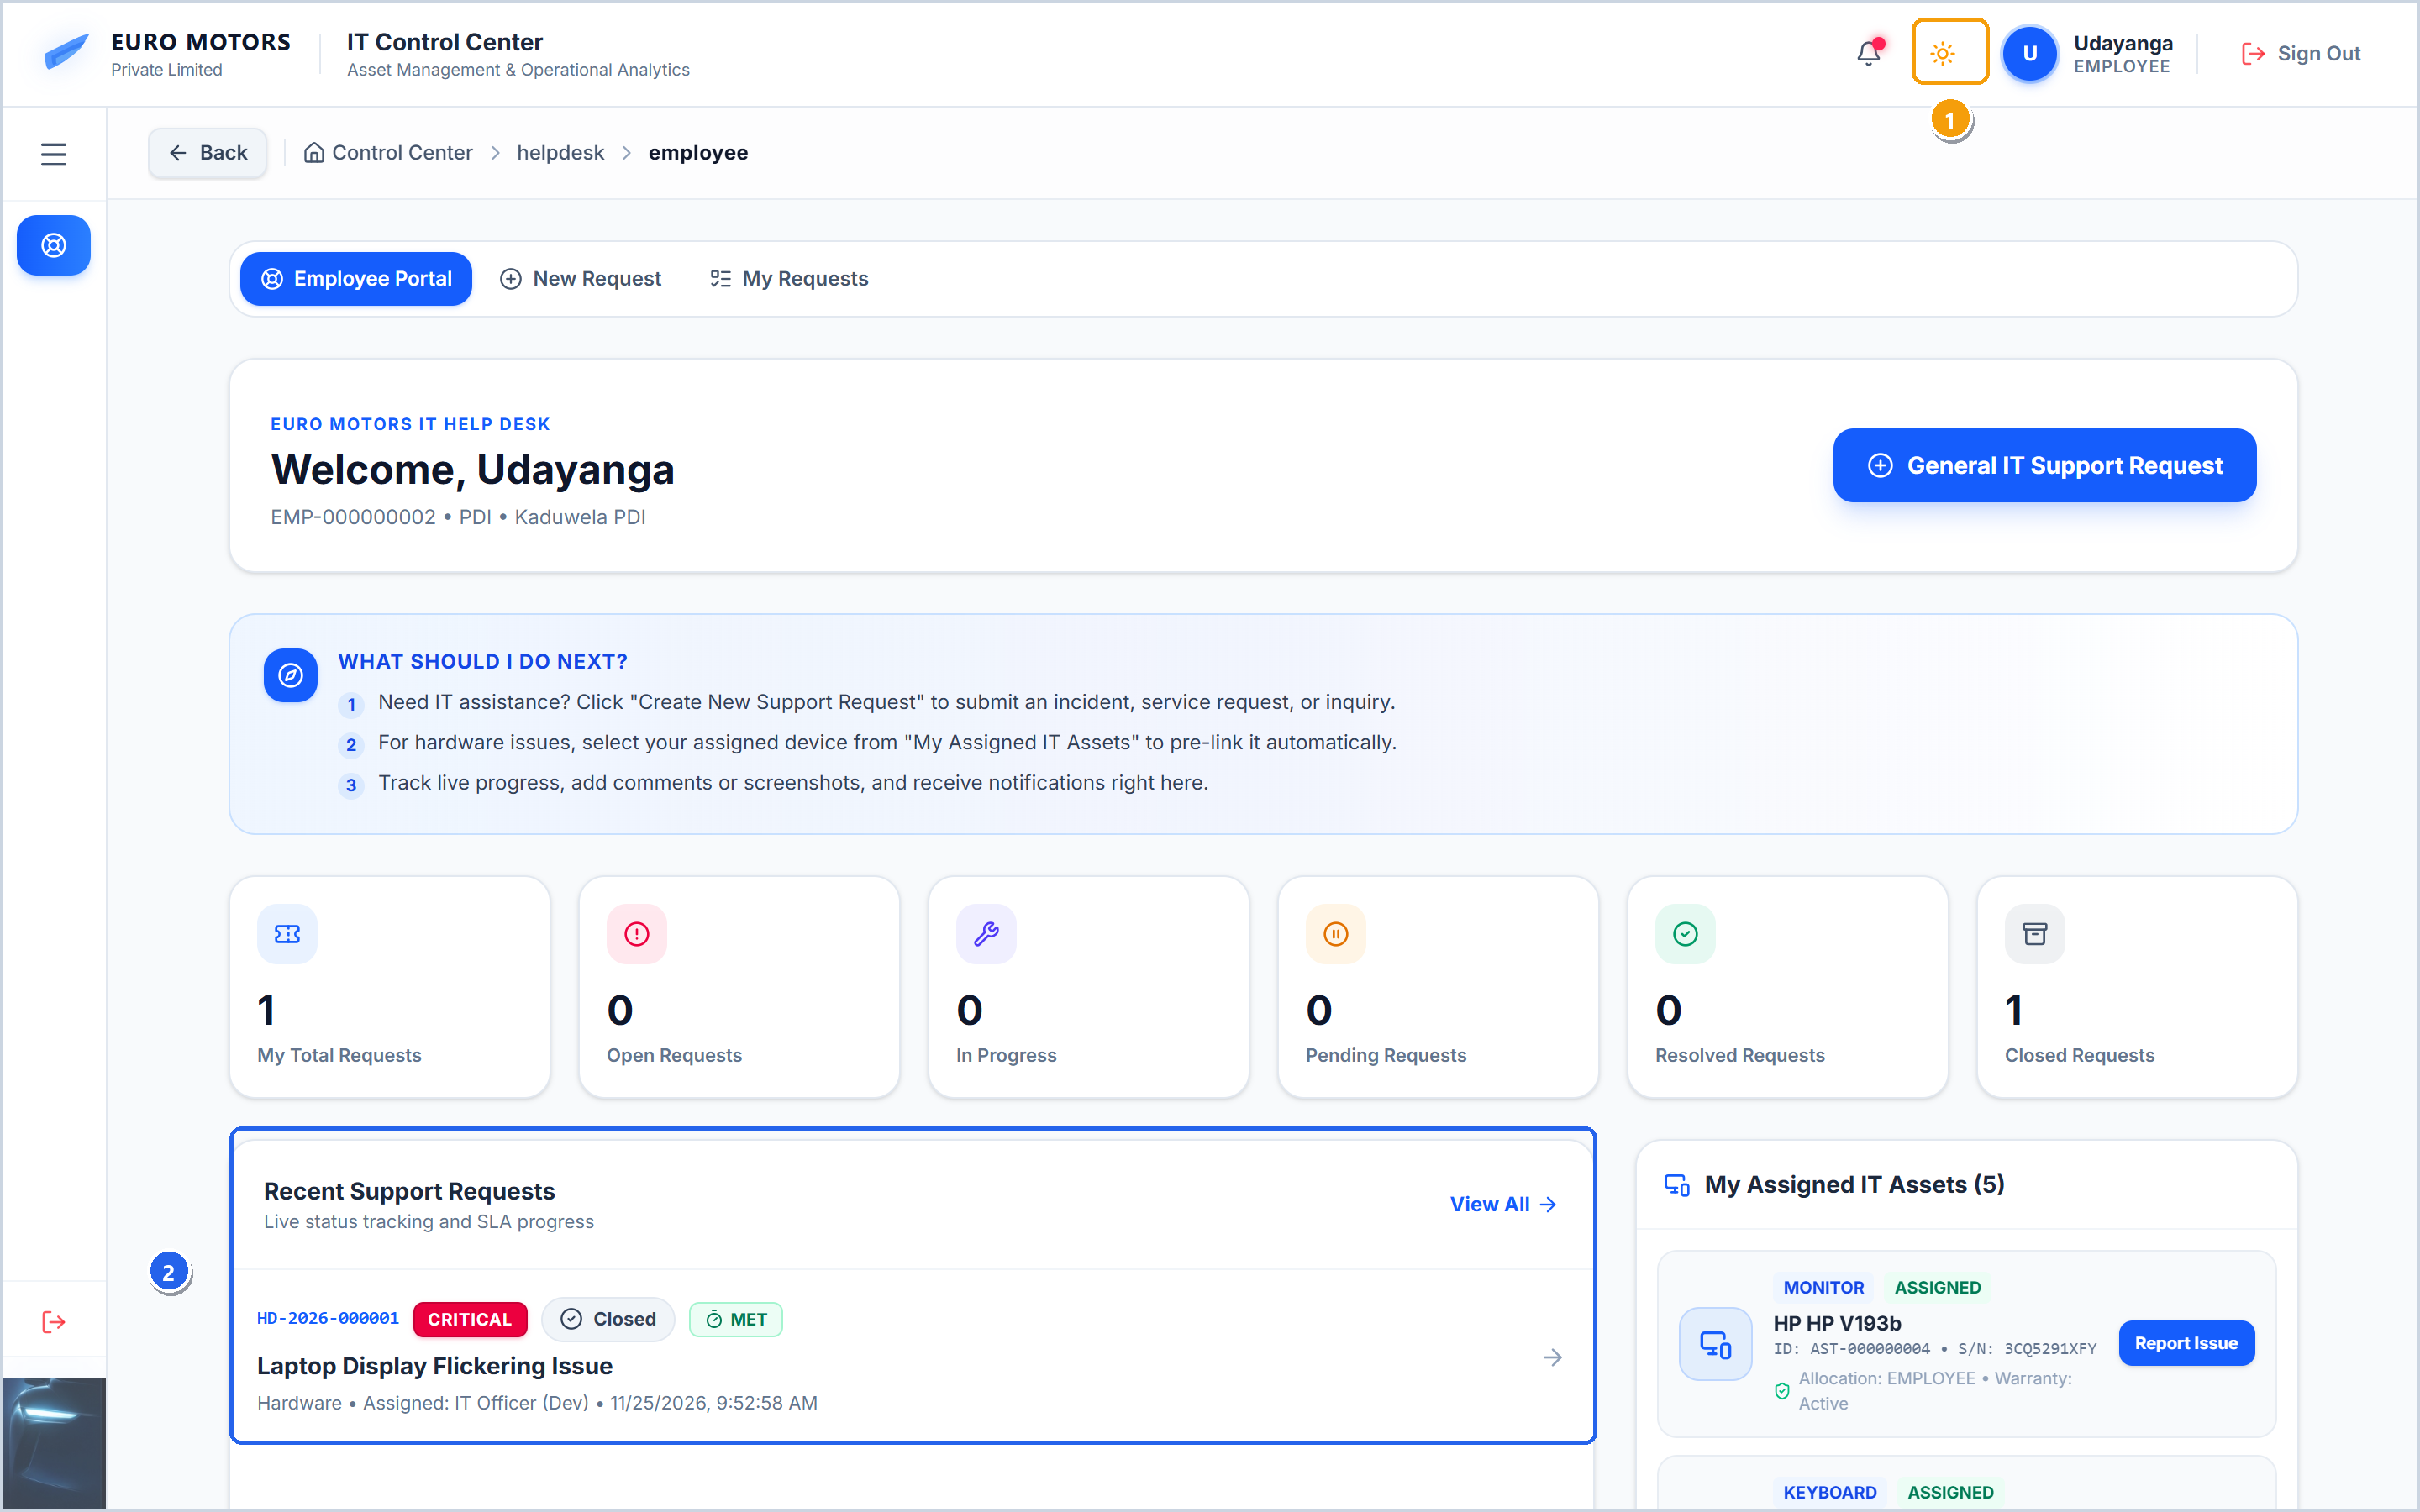 EURO MOTORS
Private Limited
IT Control Center
Asset Management & Operational Analytics
U
Udayanga
EMPLOYEE
Sign Out
1
Back
Control Center
helpdesk
employee
Employee Portal
New Request
My Requests
EURO MOTORS IT HELP DESK
Welcome, Udayanga
EMP-000000002 • PDI • Kaduwela PDI
General IT Support Request
WHAT SHOULD I DO NEXT?
1 Need IT assistance? Click "Create New Support Request" to submit an incident, service request, or inquiry.
2 For hardware issues, select your assigned device from "My Assigned IT Assets" to pre-link it automatically.
3 Track live progress, add comments or screenshots, and receive notifications right here.
1
My Total Requests
0
Open Requests
0
In Progress
0
Pending Requests
0
Resolved Requests
1
Closed Requests
2
Recent Support Requests
Live status tracking and SLA progress
View All
HD-2026-000001 CRITICAL Closed MET
Laptop Display Flickering Issue
Hardware • Assigned: IT Officer (Dev) • 11/25/2026, 9:52:58 AM
My Assigned IT Assets (5)
MONITOR ASSIGNED
HP HP V193b
ID: AST-000000004 • S/N: 3CQ5291XFY
Allocation: EMPLOYEE • Warranty:
Active
Report Issue
KEYBOARD ASSIGNED